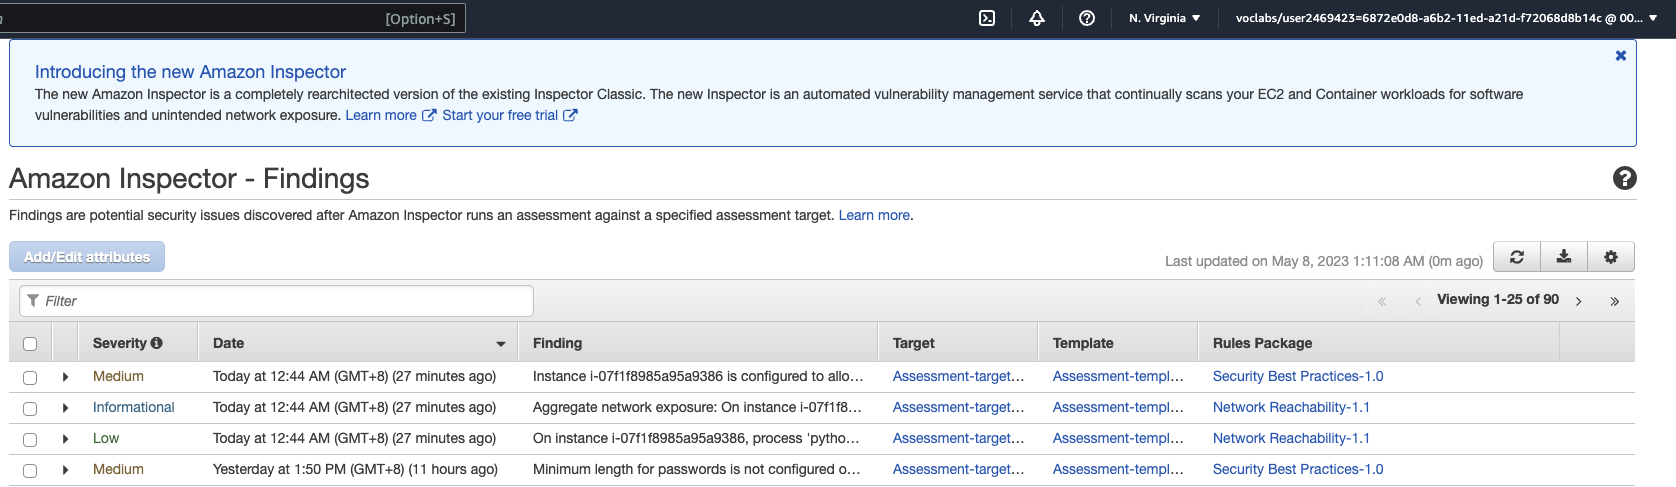 [Option+S]
N. Virginia
voclabs/user2469423=6872e0d8-a6b2-11ed-a21d-f72068d8b14c @ 00...
Introducing the new Amazon Inspector
The new Amazon Inspector is a completely rearchitected version of the existing Inspector Classic. The new Inspector is an automated vulnerability management service that continually scans your EC2 and Container workloads for software
vulnerabilities and unintended network exposure. Learn more Start your free trial
Amazon Inspector - Findings
Findings are potential security issues discovered after Amazon Inspector runs an assessment against a specified assessment target. Learn more.
Add/Edit attributes
Last updated on May 8, 2023 1:11:08 AM (0m ago)
Filter
Viewing 1-25 of 90
Severity Date Finding Target Template Rules Package
Medium Today at 12:44 AM (GMT+8) (27 minutes ago) Instance i-07f1f8985a95a9386 is configured to allo... Assessment-target... Assessment-templ... Security Best Practices-1.0
Informational Today at 12:44 AM (GMT+8) (27 minutes ago) Aggregate network exposure: On instance i-07f1f8... Assessment-target... Assessment-templ... Network Reachability-1.1
Low Today at 12:44 AM (GMT+8) (27 minutes ago) On instance i-07f1f8985a95a9386, process 'pytho... Assessment-target... Assessment-templ... Network Reachability-1.1
Medium Yesterday at 1:50 PM (GMT+8) (11 hours ago) Minimum length for passwords is not configured o... Assessment-target... Assessment-templ... Security Best Practices-1.0